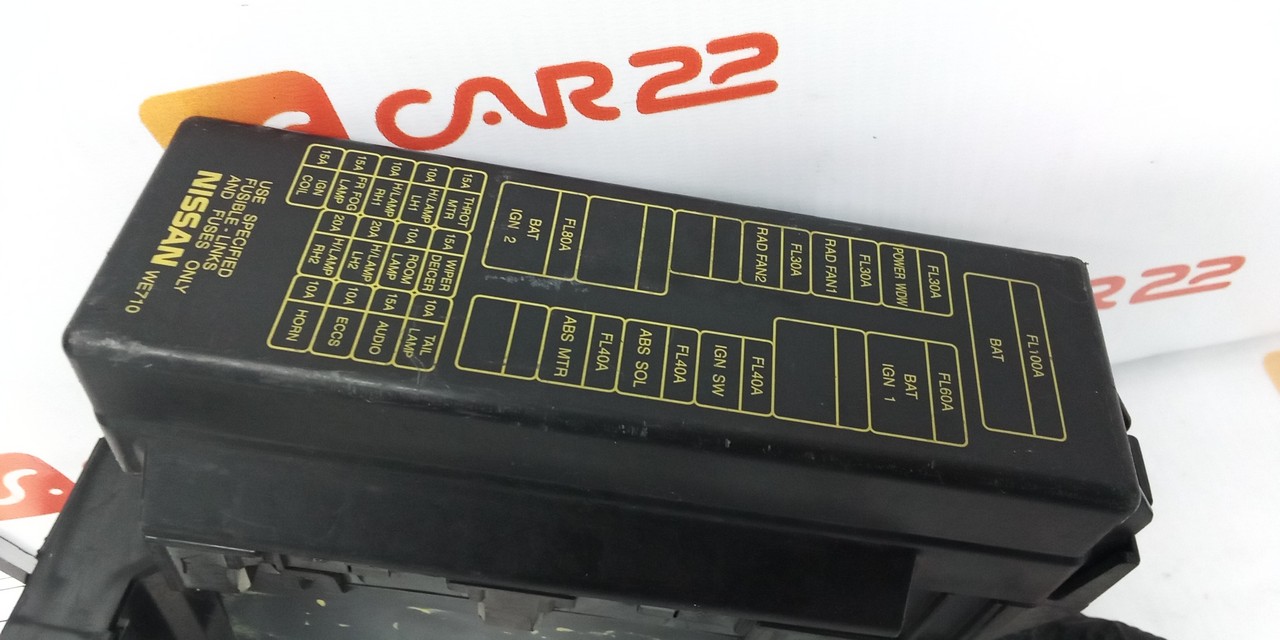 CAR22
R22
USE SPECIFIED
FUSIBLE-LINKS
AND FUSES ONLY
NISSAN WE710
15A IGN COIL
15A FR FOG LAMP
10A H/LAMP RH1
10A H/LAMP LH1
15A THROT MTR
20A H/LAMP RH2
20A H/LAMP LH2
10A ROOM LAMP
15A WIPER DEICER
10A HORN
10A ECCS
15A AUDIO
10A TAIL LAMP
FL80A
BAT
IGN 2
FL30A
RAD FAN2
FL30A
RAD FAN1
FL30A
POWER WDW
FL100A
BAT
FL40A
ABS MTR
FL40A
ABS SOL
FL40A
IGN SW
FL60A
BAT
IGN 1